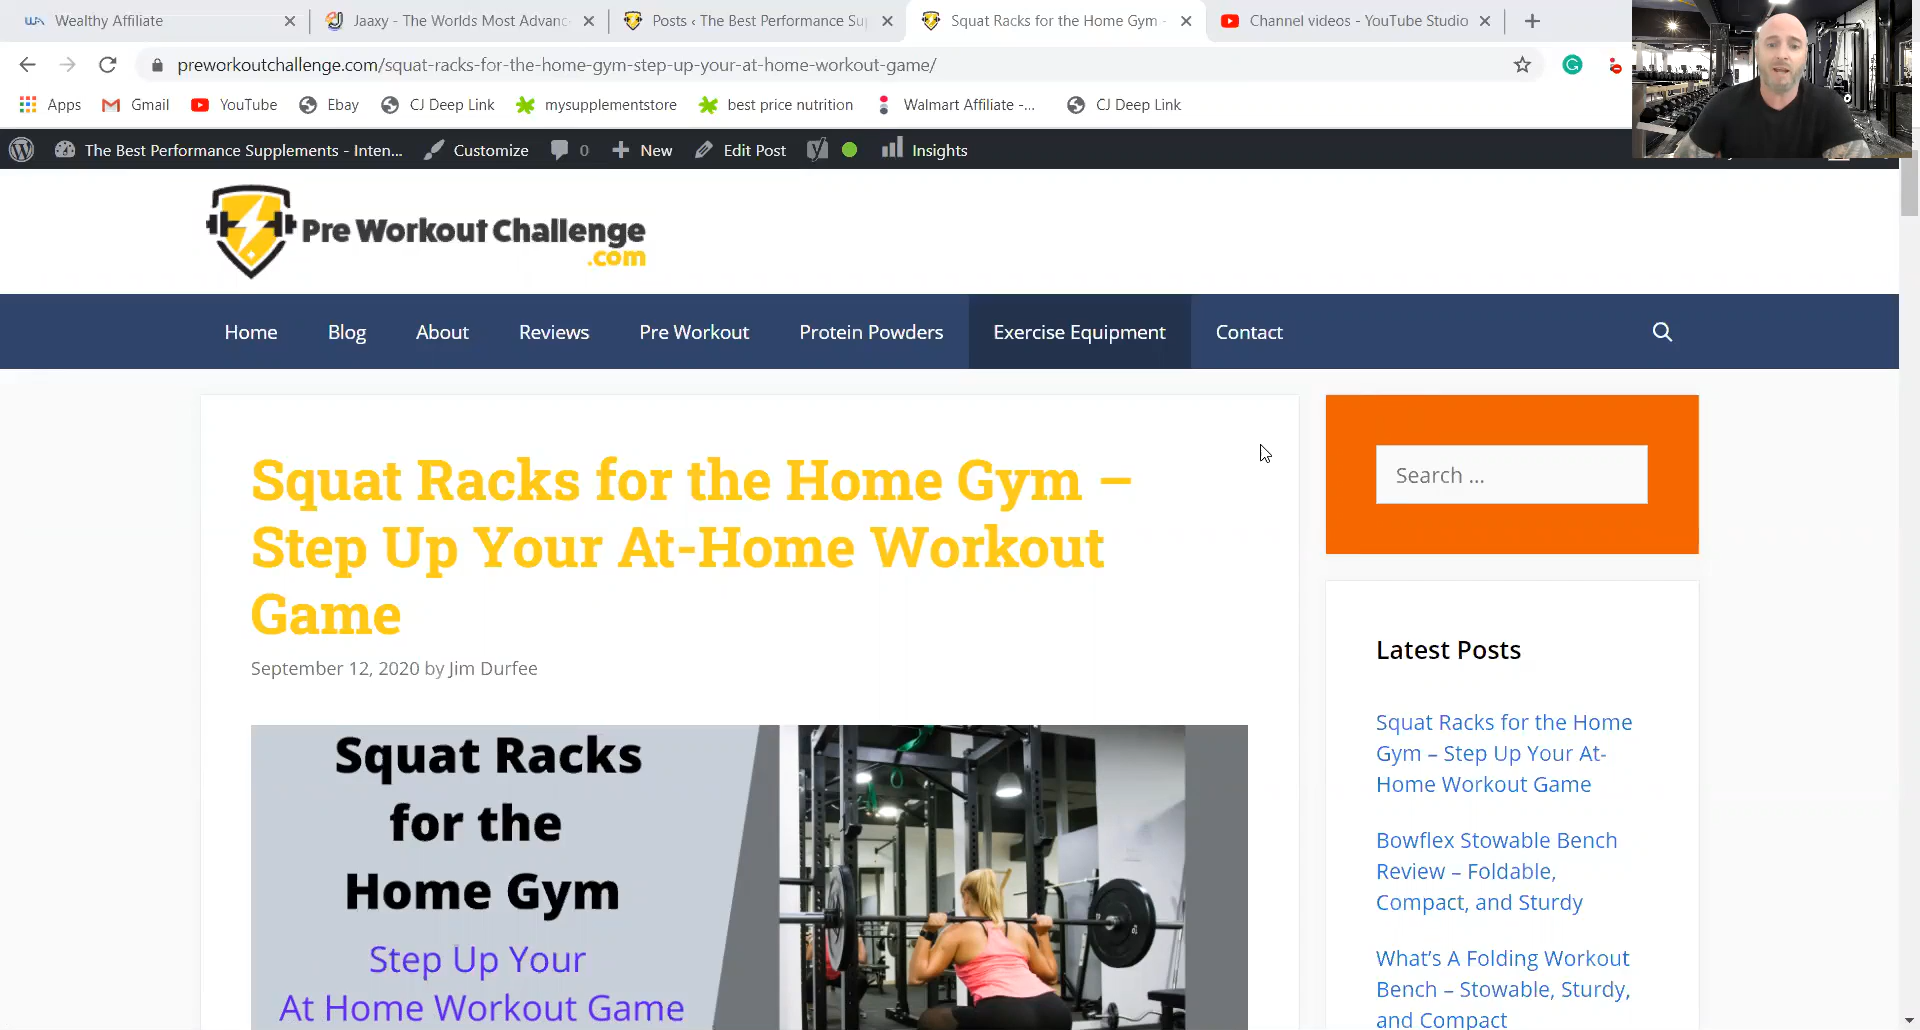 Wealthy Affiliate
Jaaxy - The Worlds Most Advanc
Posts ‹ The Best Performance Su
Squat Racks for the Home Gym -
Channel videos - YouTube Studio
preworkoutchallenge.com/squat-racks-for-the-home-gym-step-up-your-at-home-workout-game/
Apps
Gmail
YouTube
Ebay
CJ Deep Link
mysupplementstore
best price nutrition
Walmart Affiliate -...
CJ Deep Link
The Best Performance Supplements - Inten...
Customize
0
New
Edit Post
Insights
Pre Workout Challenge
.com
Home
Blog
About
Reviews
Pre Workout
Protein Powders
Exercise Equipment
Contact
Squat Racks for the Home Gym –
Step Up Your At-Home Workout
Game
September 12, 2020 by Jim Durfee
Squat Racks
for the
Home Gym
Step Up Your
At Home Workout Game
Search ...
Latest Posts
Squat Racks for the Home
Gym – Step Up Your At-
Home Workout Game
Bowflex Stowable Bench
Review – Foldable,
Compact, and Sturdy
What's A Folding Workout
Bench – Stowable, Sturdy,
and Compact